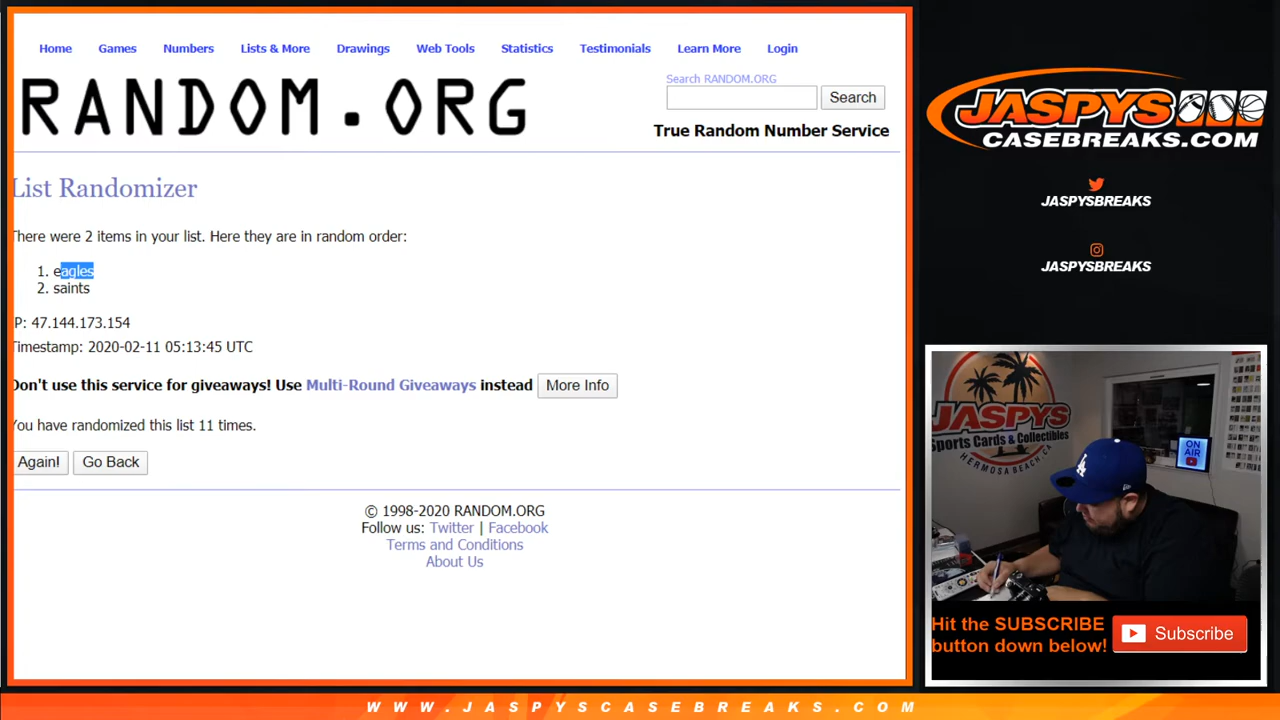 Home Games Numbers Lists & More Drawings Web Tools Statistics Testimonials Learn More Login
RANDOM.ORG
Search RANDOM.ORG
Search
True Random Number Service
List Randomizer
There were 2 items in your list. Here they are in random order:
1. eagles
2. saints
IP: 47.144.173.154
Timestamp: 2020-02-11 05:13:45 UTC
Don't use this service for giveaways! Use Multi-Round Giveaways instead More Info
You have randomized this list 11 times.
Again! Go Back
© 1998-2020 RANDOM.ORG
Follow us: Twitter | Facebook
Terms and Conditions
About Us
JASPYS
CASEBREAKS.COM
JASPYSBREAKS
JASPYSBREAKS
JASPYS
Sports Cards & Collectibles
HERMOSA BEACH, CA
ON
AIR
LA
Hit the SUBSCRIBE
button down below!
Subscribe
WWW.JASPYSCASEBREAKS.COM